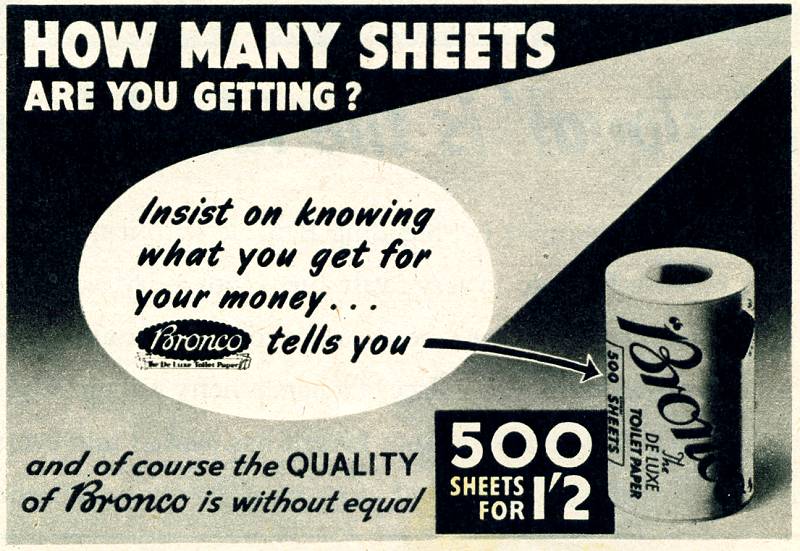 HOW MANY SHEETS
ARE YOU GETTING?
Insist on knowing
what you get for
your money...
Bronco tells you
The De Luxe Toilet Paper
"Bronco
500 SHEETS
The
DE LUXE
TOILET PAPER
and of course the QUALITY
of Bronco is without equal
500
SHEETS
FOR 1'2